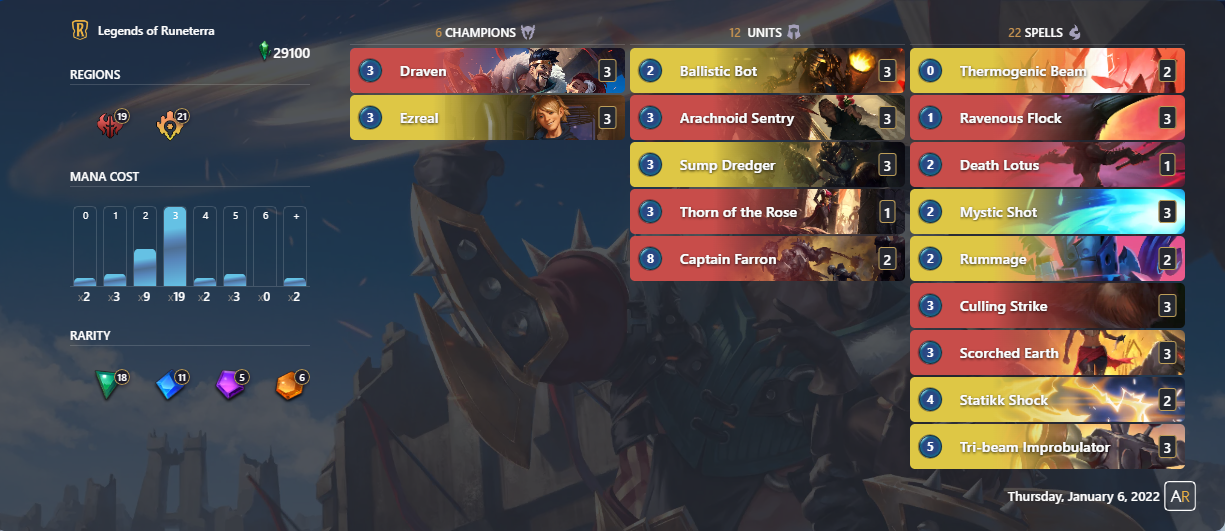 Legends of Runeterra
29100
REGIONS
19 21
MANA COST
0 1 2 3 4 5 6 +
x2 x3 x9 x19 x2 x3 x0 x2
RARITY
18 11 5 6
6 CHAMPIONS
3 Draven 3
3 Ezreal 3
12 UNITS
2 Ballistic Bot 3
3 Arachnoid Sentry 3
3 Sump Dredger 3
3 Thorn of the Rose 1
8 Captain Farron 2
22 SPELLS
0 Thermogenic Beam 2
1 Ravenous Flock 3
2 Death Lotus 1
2 Mystic Shot 3
2 Rummage 2
3 Culling Strike 3
3 Scorched Earth 3
4 Statikk Shock 2
5 Tri-beam Improbulator 3
Thursday, January 6, 2022 AR